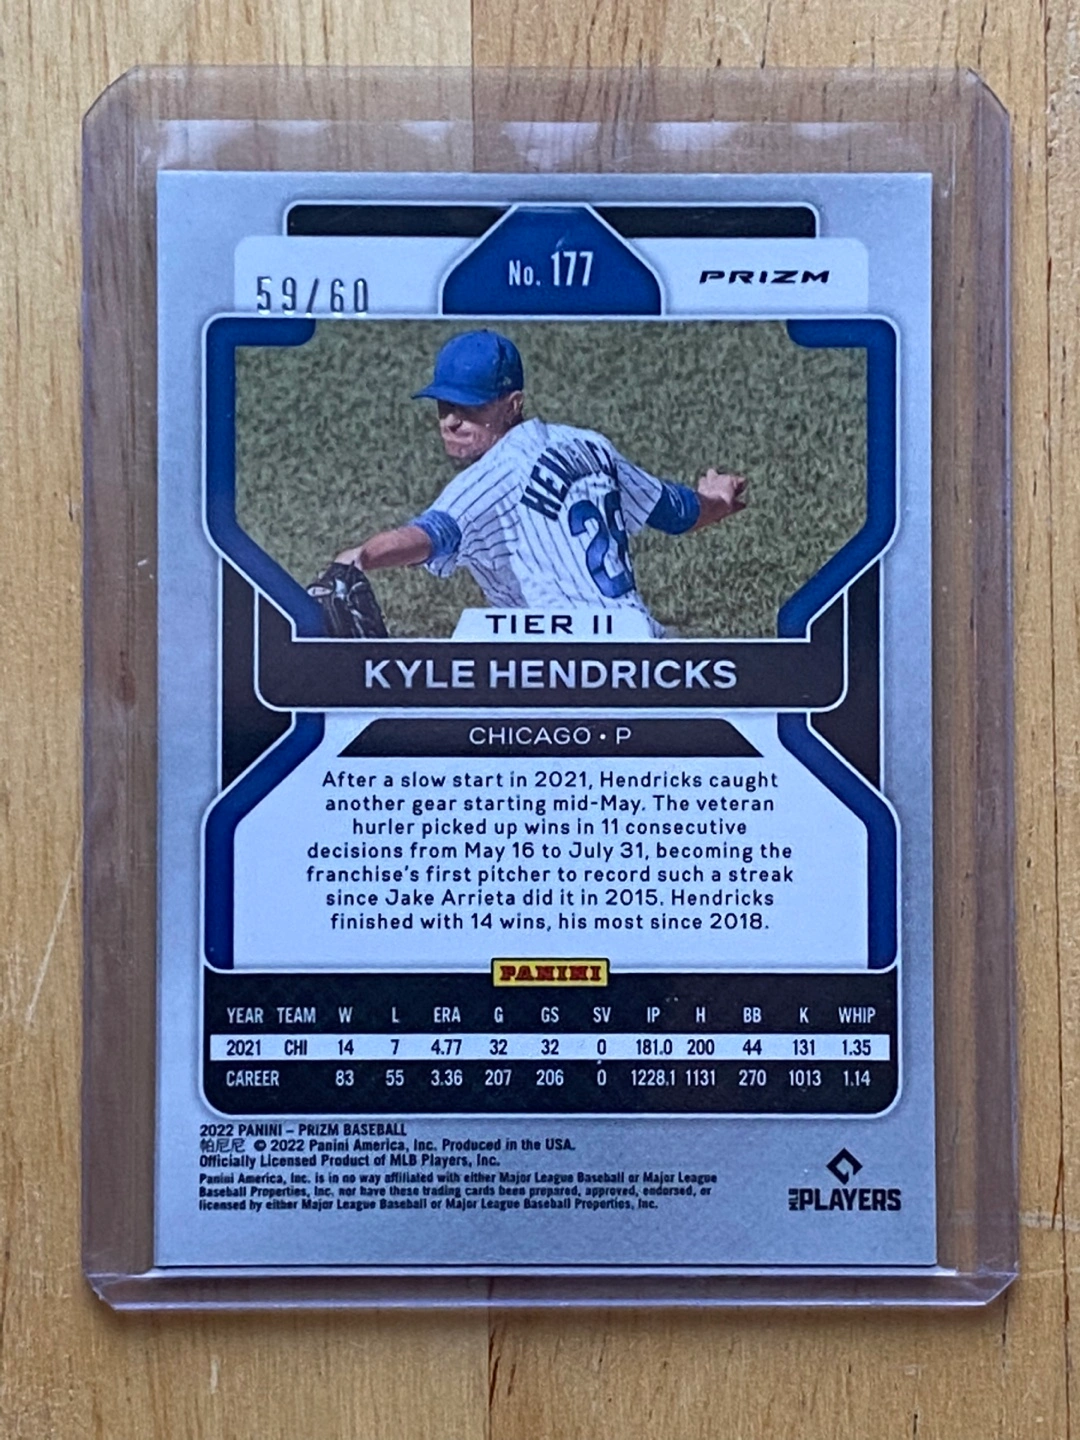 No. 177
PRIZM
59/60
HENDRICKS
28
TIER II
KYLE HENDRICKS
CHICAGO • P
After a slow start in 2021, Hendricks caught
another gear starting mid-May. The veteran
hurler picked up wins in 11 consecutive
decisions from May 16 to July 31, becoming the
franchise's first pitcher to record such a streak
since Jake Arrieta did it in 2015. Hendricks
finished with 14 wins, his most since 2018.
PANINI
YEAR TEAM W L ERA G GS SV IP H BB K WHIP
2021 CHI 14 7 4.77 32 32 0 181.0 200 44 131 1.35
CAREER 83 55 3.36 207 206 0 1228.1 1131 270 1013 1.14
2022 PANINI – PRIZM BASEBALL
帕尼尼 © 2022 Panini America, Inc. Produced in the USA.
Officially Licensed Product of MLB Players, Inc.
Panini America, Inc. is in no way affiliated with either Major League Baseball or Major League
Baseball Properties, Inc. nor have these trading cards been prepared, approved, endorsed, or
licensed by either Major League Baseball or Major League Baseball Properties, Inc.
MLB PLAYERS